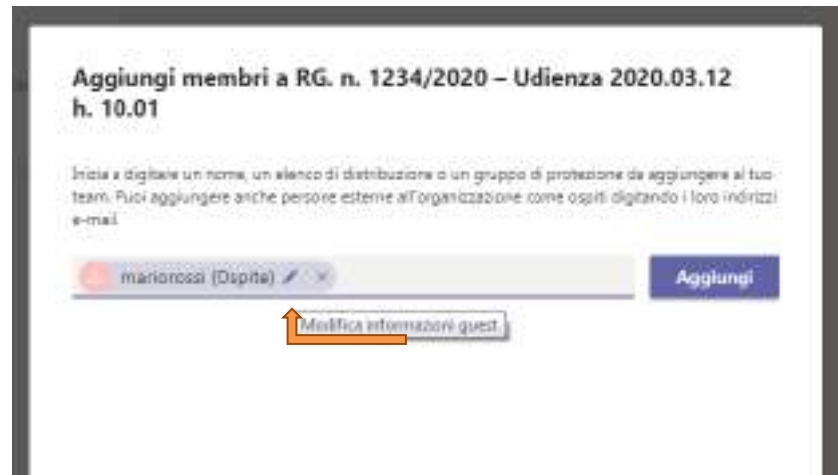 Aggiungi membri a RG. n. 1234/2020 – Udienza 2020.03.12
h. 10.01
Inizia a digitare un nome, un elenco di distribuzione o un gruppo di protezione da aggiungere al tuo
team. Puoi aggiungere anche persone esterne all'organizzazione come ospiti digitando i loro indirizzi
e-mail.
mariorossi (Ospite)
Aggiungi
Modifica informazioni guest